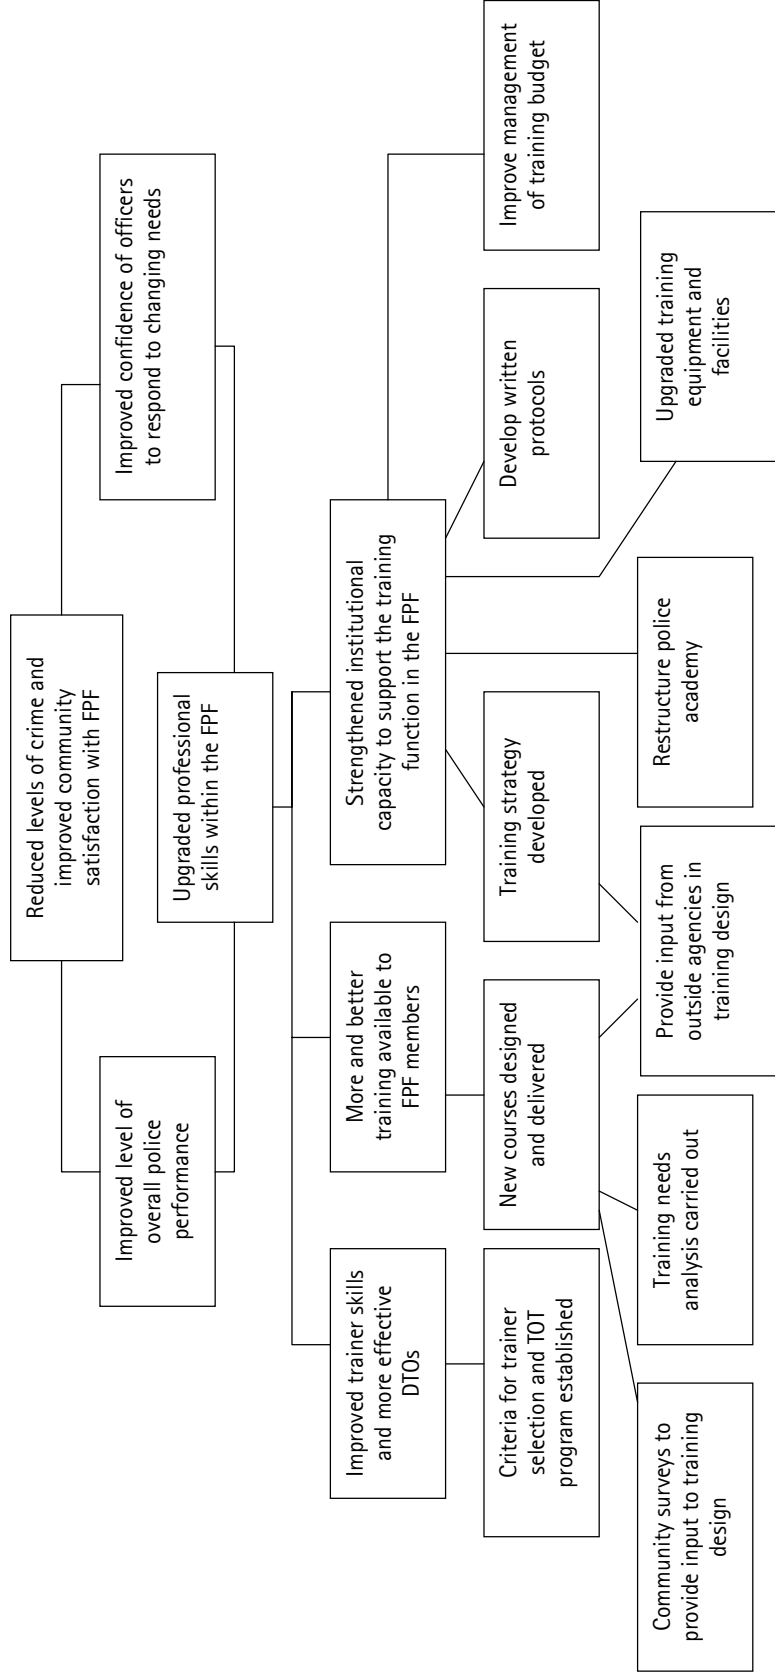 Reduced levels of crime and
improved community
satisfaction with FPF
Improved level of
overall police
performance
Improved confidence of officers
to respond to changing needs
Upgraded professional
skills within the FPF
Improved trainer skills
and more effective
DTOs
More and better
training available to
FPF members
Strengthened institutional
capacity to support the training
function in the FPF
Criteria for trainer
selection and TOT
program established
New courses designed
and delivered
Training strategy
developed
Develop written
protocols
Improve management
of training budget
Community surveys to
provide input to training
design
Training needs
analysis carried out
Provide input from
outside agencies in
training design
Restructure police
academy
Upgraded training
equipment and
facilities